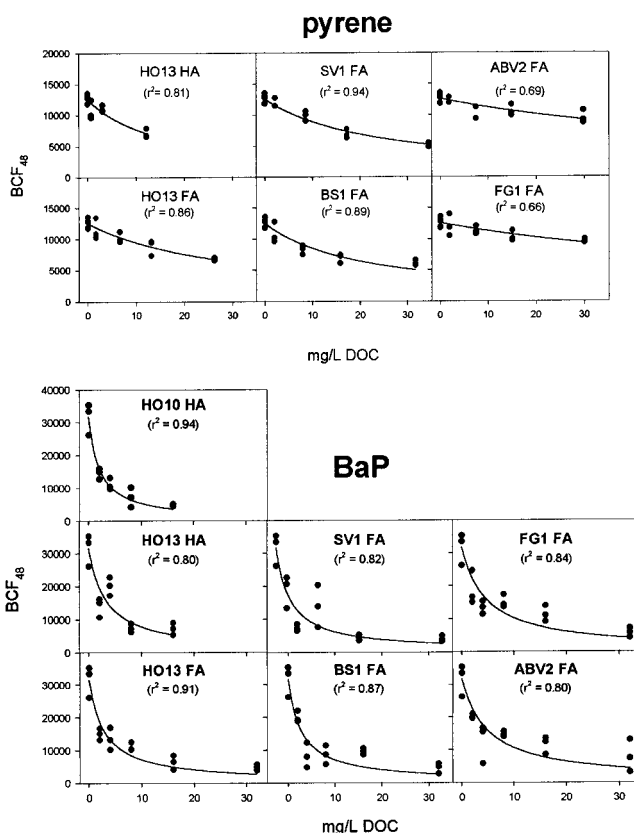 pyrene
HO13 HA
(r² = 0.81)
SV1 FA
(r² = 0.94)
ABV2 FA
(r² = 0.69)
20000
15000
10000
5000
0
HO13 FA
(r² = 0.86)
BS1 FA
(r² = 0.89)
FG1 FA
(r² = 0.66)
15000
10000
5000
0
BCF₄₈
0 10 20 30
0 10 20 30
0 10 20 30
mg/L DOC
BaP
HO10 HA
(r² = 0.94)
40000
30000
20000
10000
0
HO13 HA
(r² = 0.80)
SV1 FA
(r² = 0.82)
FG1 FA
(r² = 0.84)
30000
20000
10000
0
BCF₄₈
HO13 FA
(r² = 0.91)
BS1 FA
(r² = 0.87)
ABV2 FA
(r² = 0.80)
30000
20000
10000
0
0 10 20 30
0 10 20 30
0 10 20 30
mg/L DOC